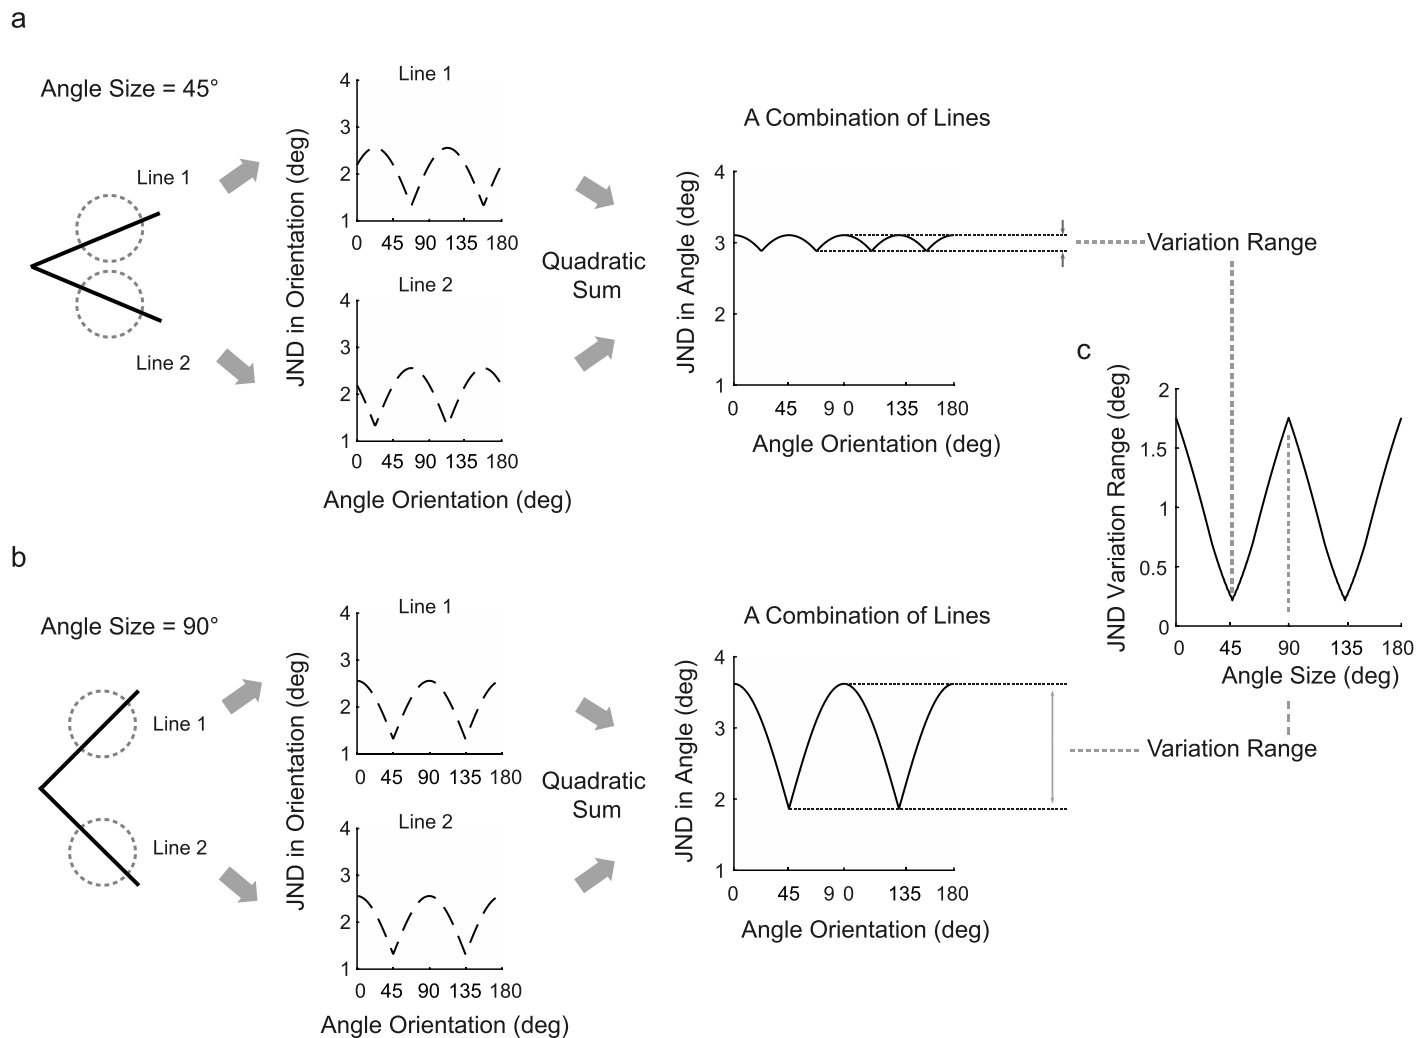 a
Angle Size = 45°
Line 1
Line 2
JND in Orientation (deg)
Line 1
4
3
2
1
0 45 90 135 180
Line 2
4
3
2
1
0 45 90 135 180
Angle Orientation (deg)
Quadratic
Sum
A Combination of Lines
JND in Angle (deg)
4
3
2
1
0 45 9 0 135 180
Angle Orientation (deg)
Variation Range
c
JND Variation Range (deg)
2
1.5
1
0.5
0
0 45 90 135 180
Angle Size (deg)
b
Angle Size = 90°
Line 1
Line 2
JND in Orientation (deg)
Line 1
4
3
2
1
0 45 90 135 180
Line 2
4
3
2
1
0 45 90 135 180
Angle Orientation (deg)
Quadratic
Sum
A Combination of Lines
JND in Angle (deg)
4
3
2
1
0 45 9 0 135 180
Angle Orientation (deg)
Variation Range